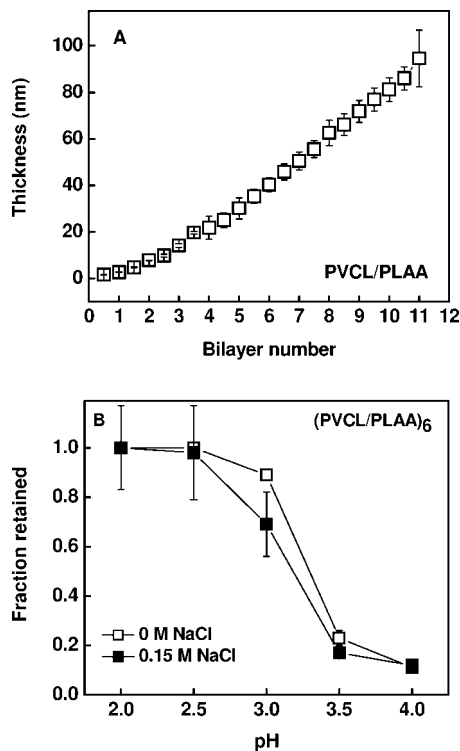 A
100
80
60
40
20
0
Thickness (nm)
PVCL/PLAA
0 1 2 3 4 5 6 7 8 9 10 11 12
Bilayer number
B
(PVCL/PLAA)6
1.0
0.8
0.6
0.4
0.2
0.0
Fraction retained
0 M NaCl
0.15 M NaCl
2.0 2.5 3.0 3.5 4.0
pH